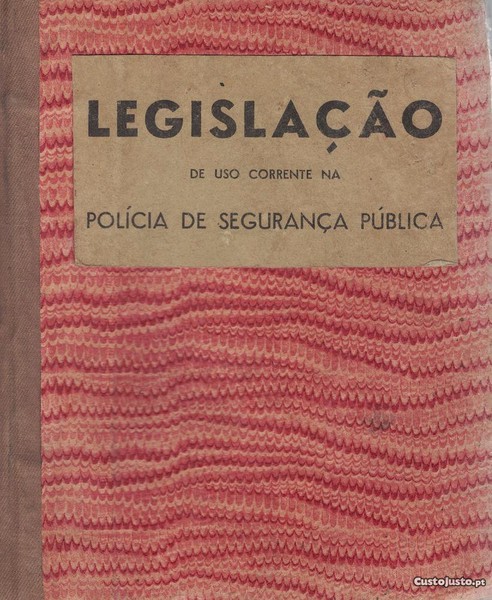 LEGISLAÇÃO
DE USO CORRENTE NA
POLÍCIA DE SEGURANÇA PÚBLICA
CustoJusto.pt